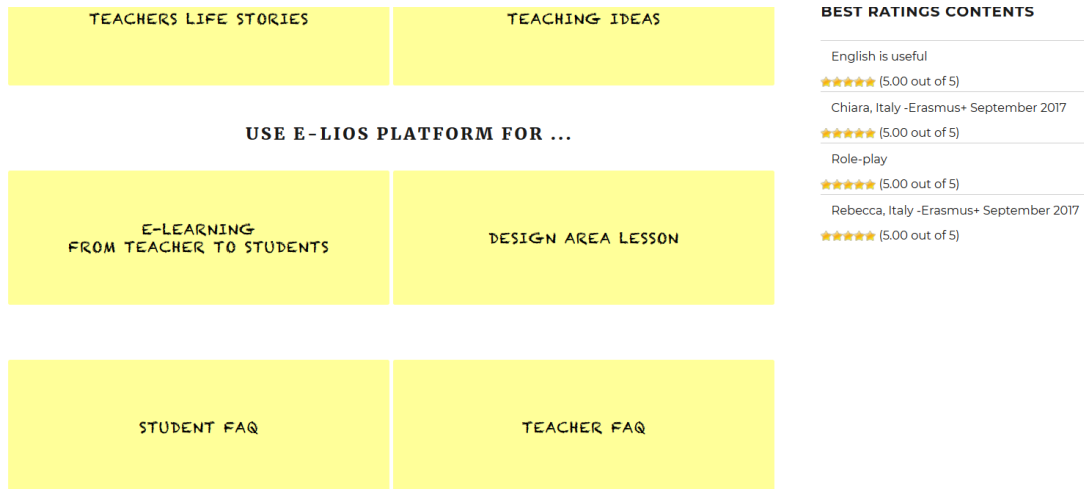 TEACHERS LIFE STORIES
TEACHING IDEAS
USE E-LIOS PLATFORM FOR ...
E-LEARNING
FROM TEACHER TO STUDENTS
DESIGN AREA LESSON
STUDENT FAQ
TEACHER FAQ
BEST RATINGS CONTENTS
English is useful
(5.00 out of 5)
Chiara, Italy -Erasmus+ September 2017
(5.00 out of 5)
Role-play
(5.00 out of 5)
Rebecca, Italy -Erasmus+ September 2017
(5.00 out of 5)